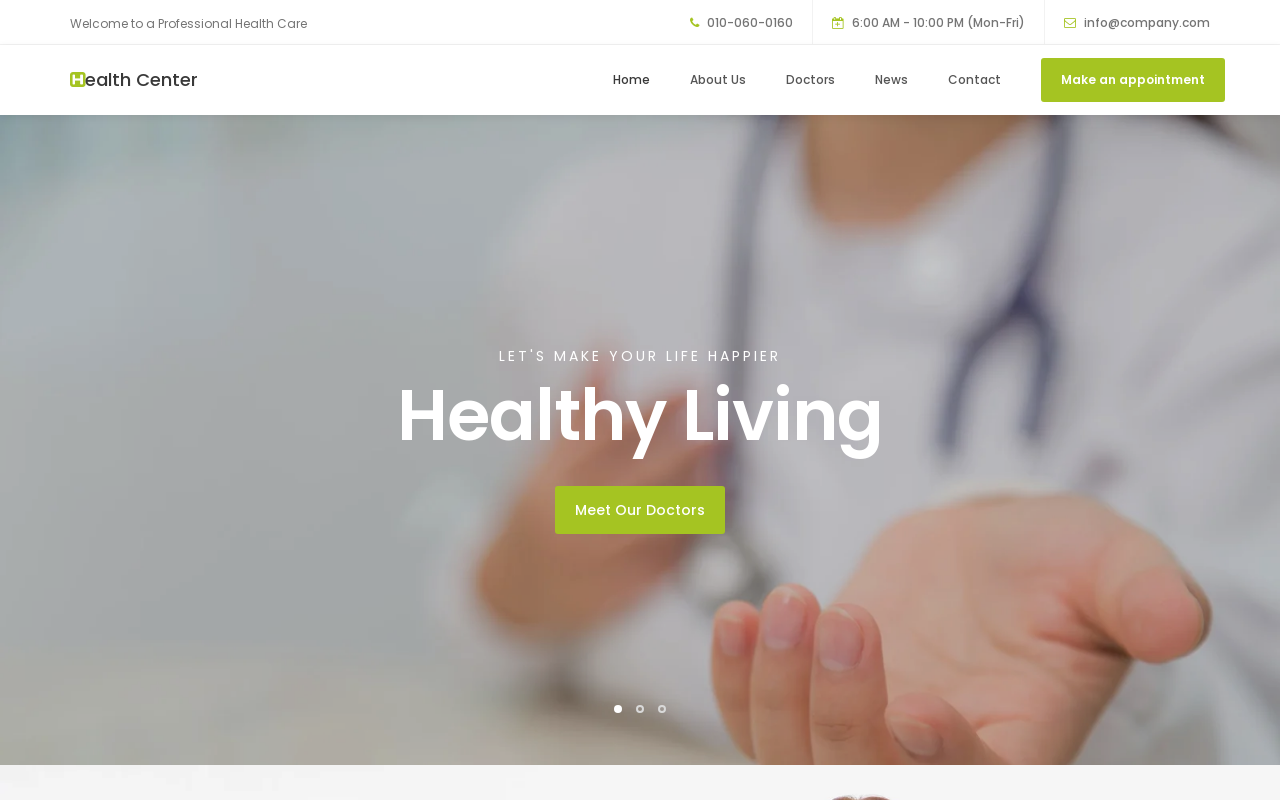 Welcome to a Professional Health Care
010-060-0160
6:00 AM - 10:00 PM (Mon-Fri)
info@company.com
Health Center
Home
About Us
Doctors
News
Contact
Make an appointment
LET'S MAKE YOUR LIFE HAPPIER
Healthy Living
Meet Our Doctors